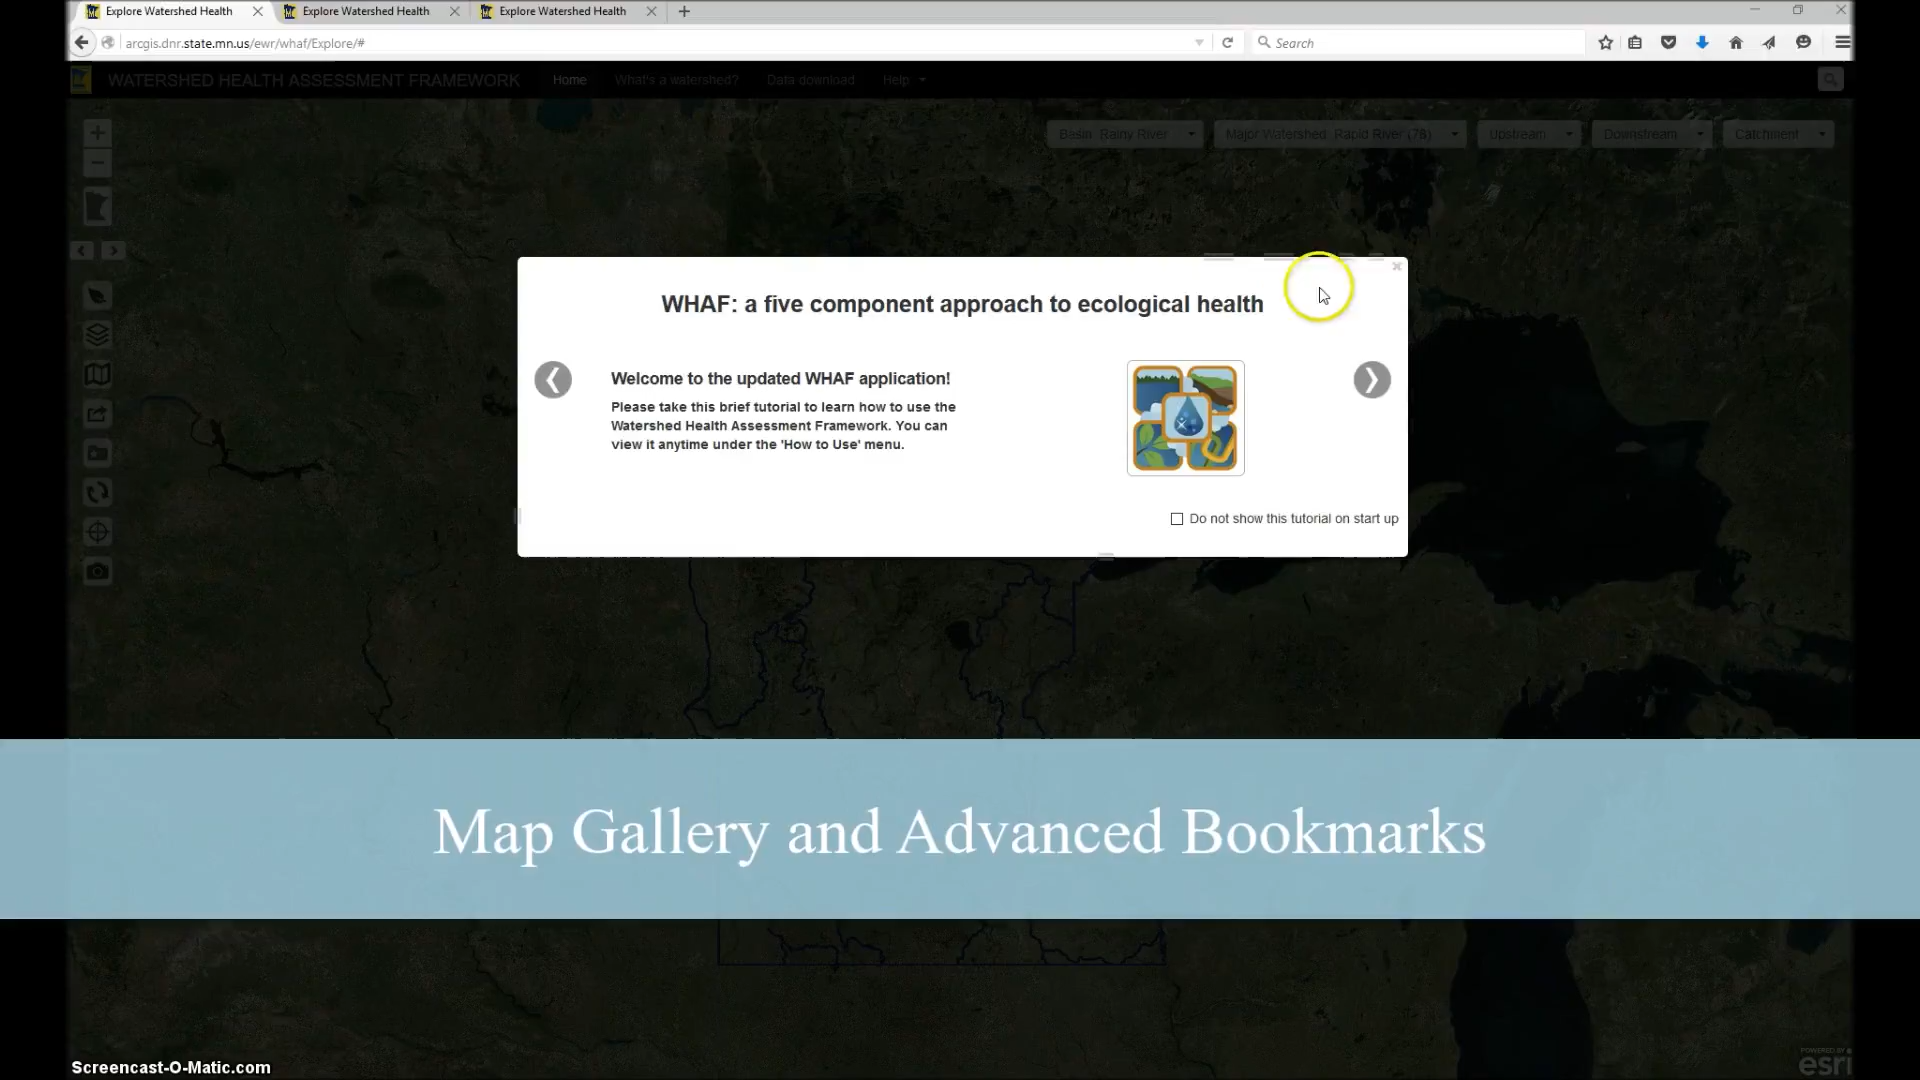 Explore Watershed Health
Explore Watershed Health
Explore Watershed Health
arcgis.dnr.state.mn.us/ewr/whaf/Explore/#
Search
WATERSHED HEALTH ASSESSMENT FRAMEWORK
Home
What's a watershed?
Data download
Help
Basin: Rainy River
Major Watershed: Rapid River (78)
Upstream
Downstream
Catchment
WHAF: a five component approach to ecological health
Welcome to the updated WHAF application!
Please take this brief tutorial to learn how to use the
Watershed Health Assessment Framework. You can
view it anytime under the 'How to Use' menu.
Do not show this tutorial on start up
Map Gallery and Advanced Bookmarks
Screencast-O-Matic.com
POWERED BY
esri